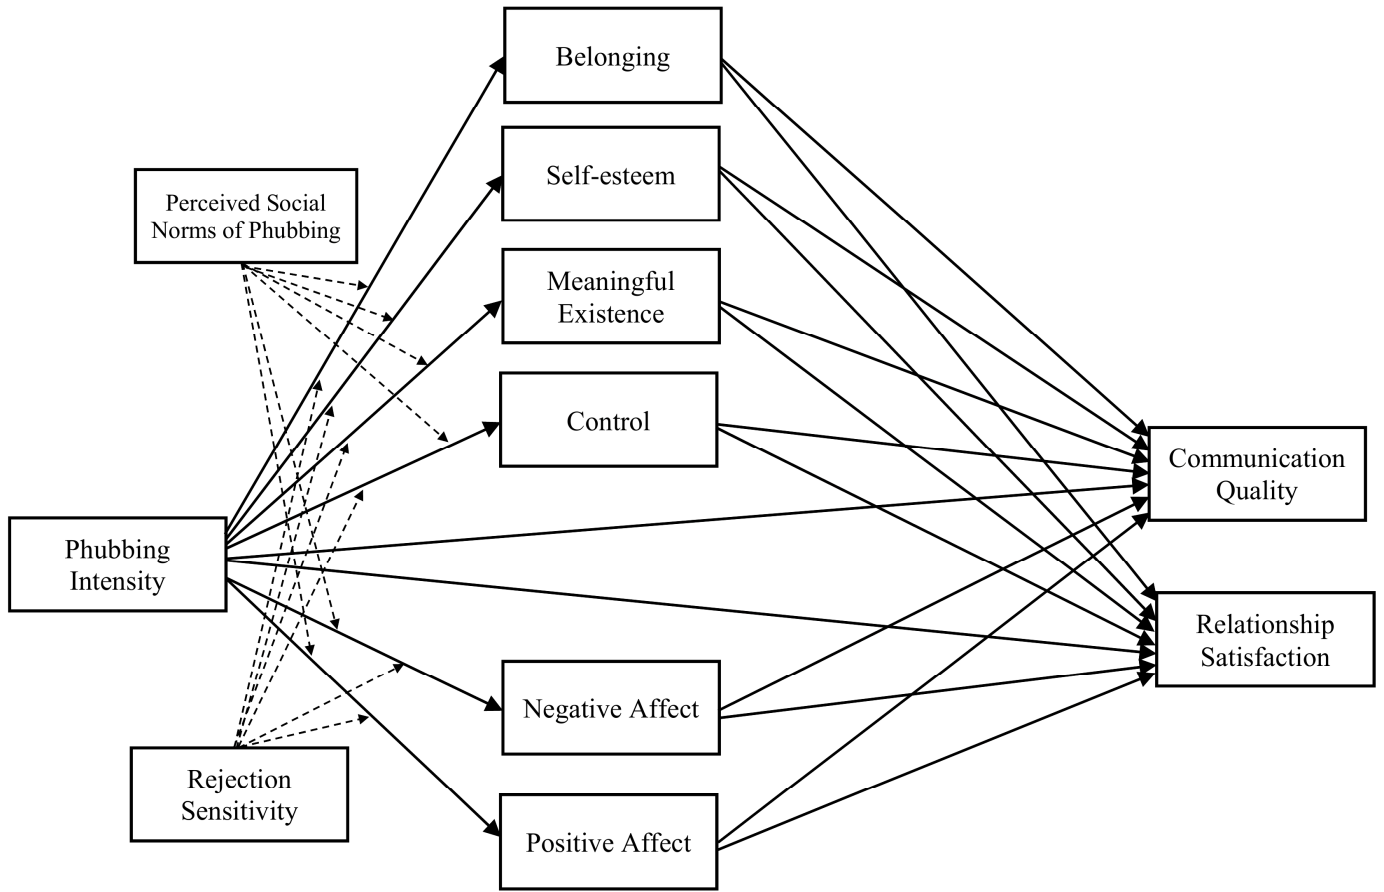 Belonging
Self-esteem
Perceived Social
Norms of Phubbing
Meaningful
Existence
Control
Communication
Quality
Phubbing
Intensity
Relationship
Satisfaction
Negative Affect
Rejection
Sensitivity
Positive Affect